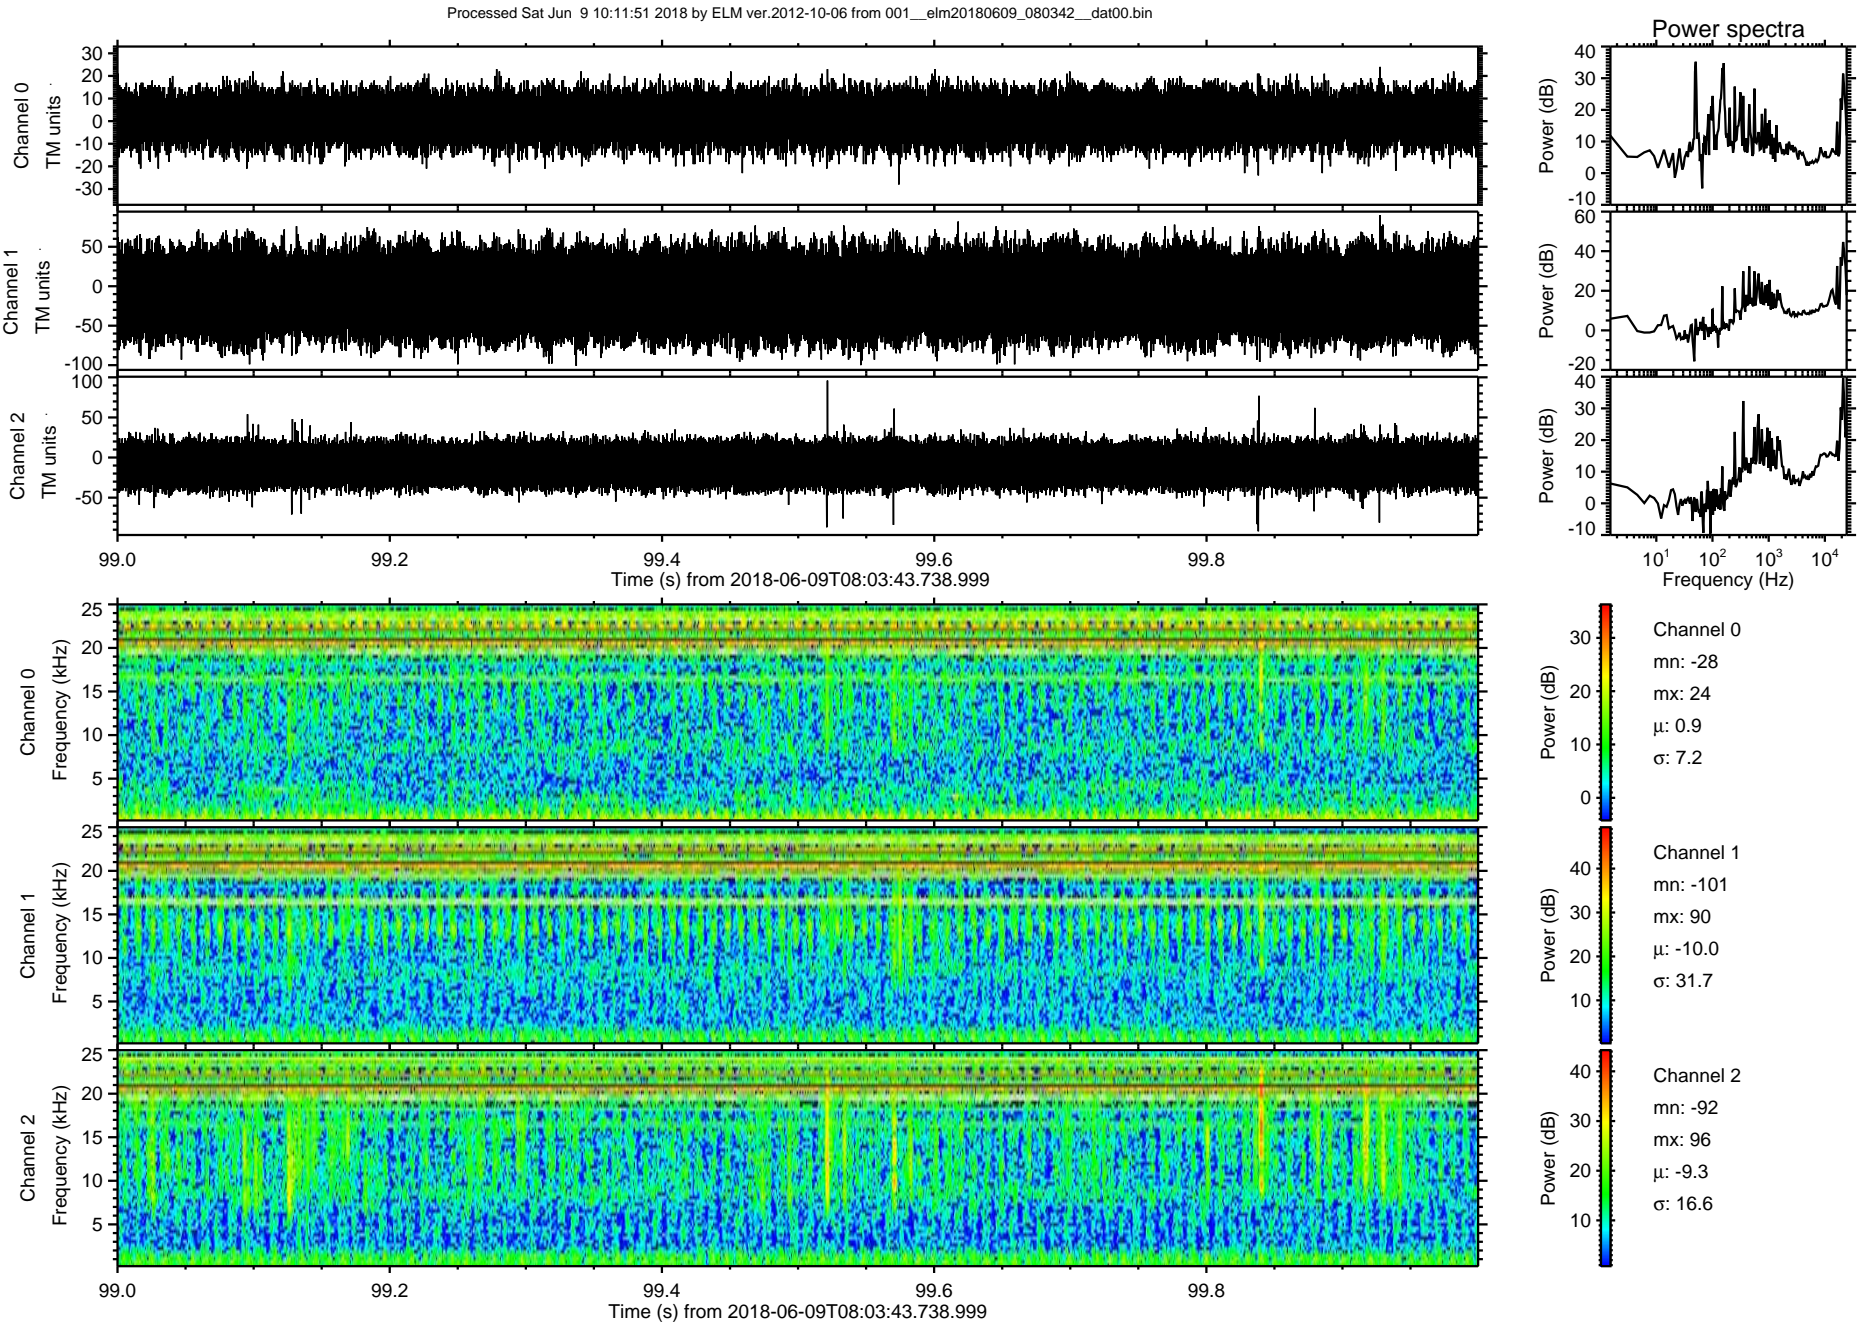 Processed Sat Jun  9 10:11:51 2018 by ELM ver.2012-10-06 from 001__elm20180609_080342__dat00.bin
Power spectra
Channel 0
TM units
30
20
10
0
-10
-20
-30
Power (dB)
40
30
20
10
0
-10
Channel 1
TM units
50
0
-50
-100
Power (dB)
60
40
20
0
-20
Channel 2
TM units
100
50
0
-50
Power (dB)
40
30
20
10
0
-10
99.0 99.2 99.4 99.6 99.8
Time (s) from 2018-06-09T08:03:43.738.999
10¹ 10² 10³ 10⁴
Frequency (Hz)
Channel 0
Frequency (kHz)
25
20
15
10
5
Power (dB)
30
20
10
0
Channel 0
mn: -28
mx: 24
μ: 0.9
σ: 7.2
Channel 1
Frequency (kHz)
25
20
15
10
5
Power (dB)
40
30
20
10
Channel 1
mn: -101
mx: 90
μ: -10.0
σ: 31.7
Channel 2
Frequency (kHz)
25
20
15
10
5
Power (dB)
40
30
20
10
Channel 2
mn: -92
mx: 96
μ: -9.3
σ: 16.6
99.0 99.2 99.4 99.6 99.8
Time (s) from 2018-06-09T08:03:43.738.999